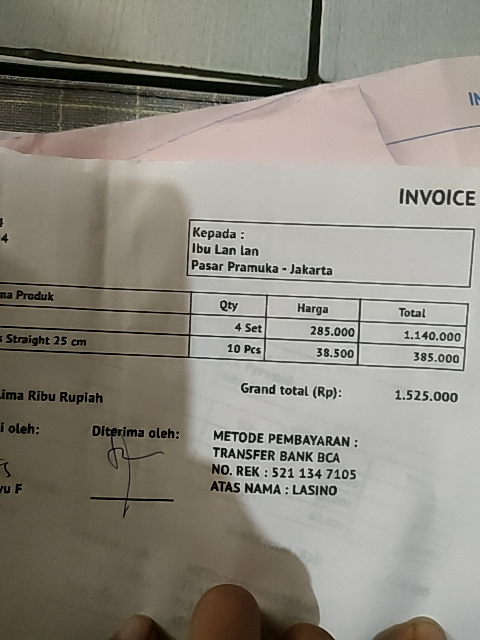 IN
INVOICE
4
Kepada :
Ibu Lan lan
Pasar Pramuka - Jakarta
ma Produk Qty Harga Total
4 Set 285.000 1,140.000
s Straight 25 cm 10 Pcs 38.500 385.000
Grand total (Rp): 1.525.000
Lima Ribu Rupiah
i oleh: Diterima oleh:
METODE PEMBAYARAN :
TRANSFER BANK BCA
NO. REK : 521 134 7105
ATAS NAMA : LASINO
yu F